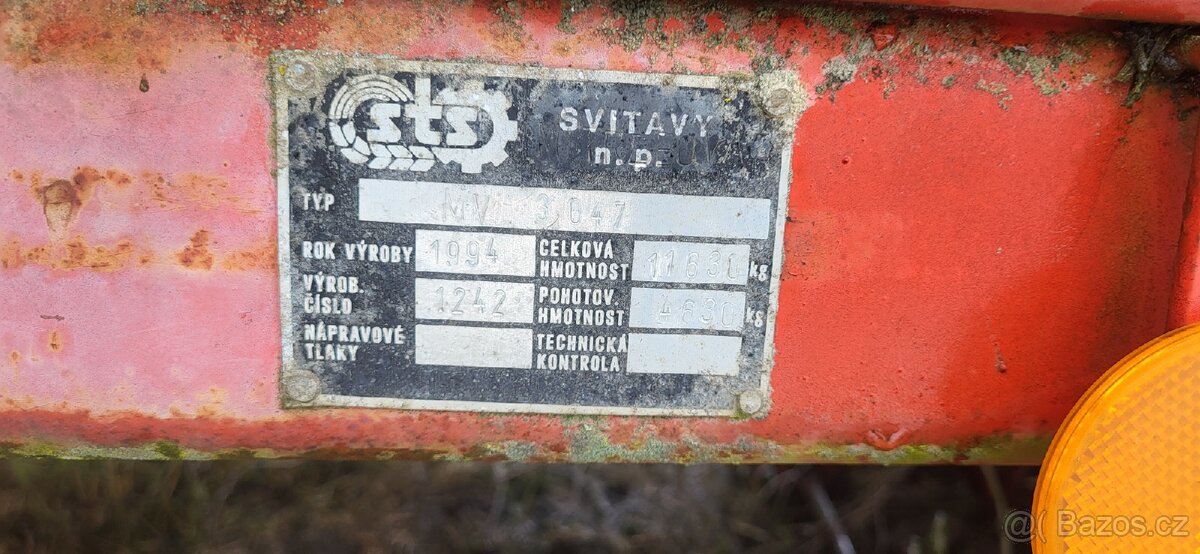 sts SVITAVY
n. p.
TYP MV 3 047
ROK VÝROBY 1994 CELKOVÁ HMOTNOST 11630 kg
VÝROB. ČÍSLO 1242 POHOTOV. HMOTNOST 4630 kg
NÁPRAVOVÉ TLAKY TECHNICKÁ KONTROLA
@( Bazos.cz